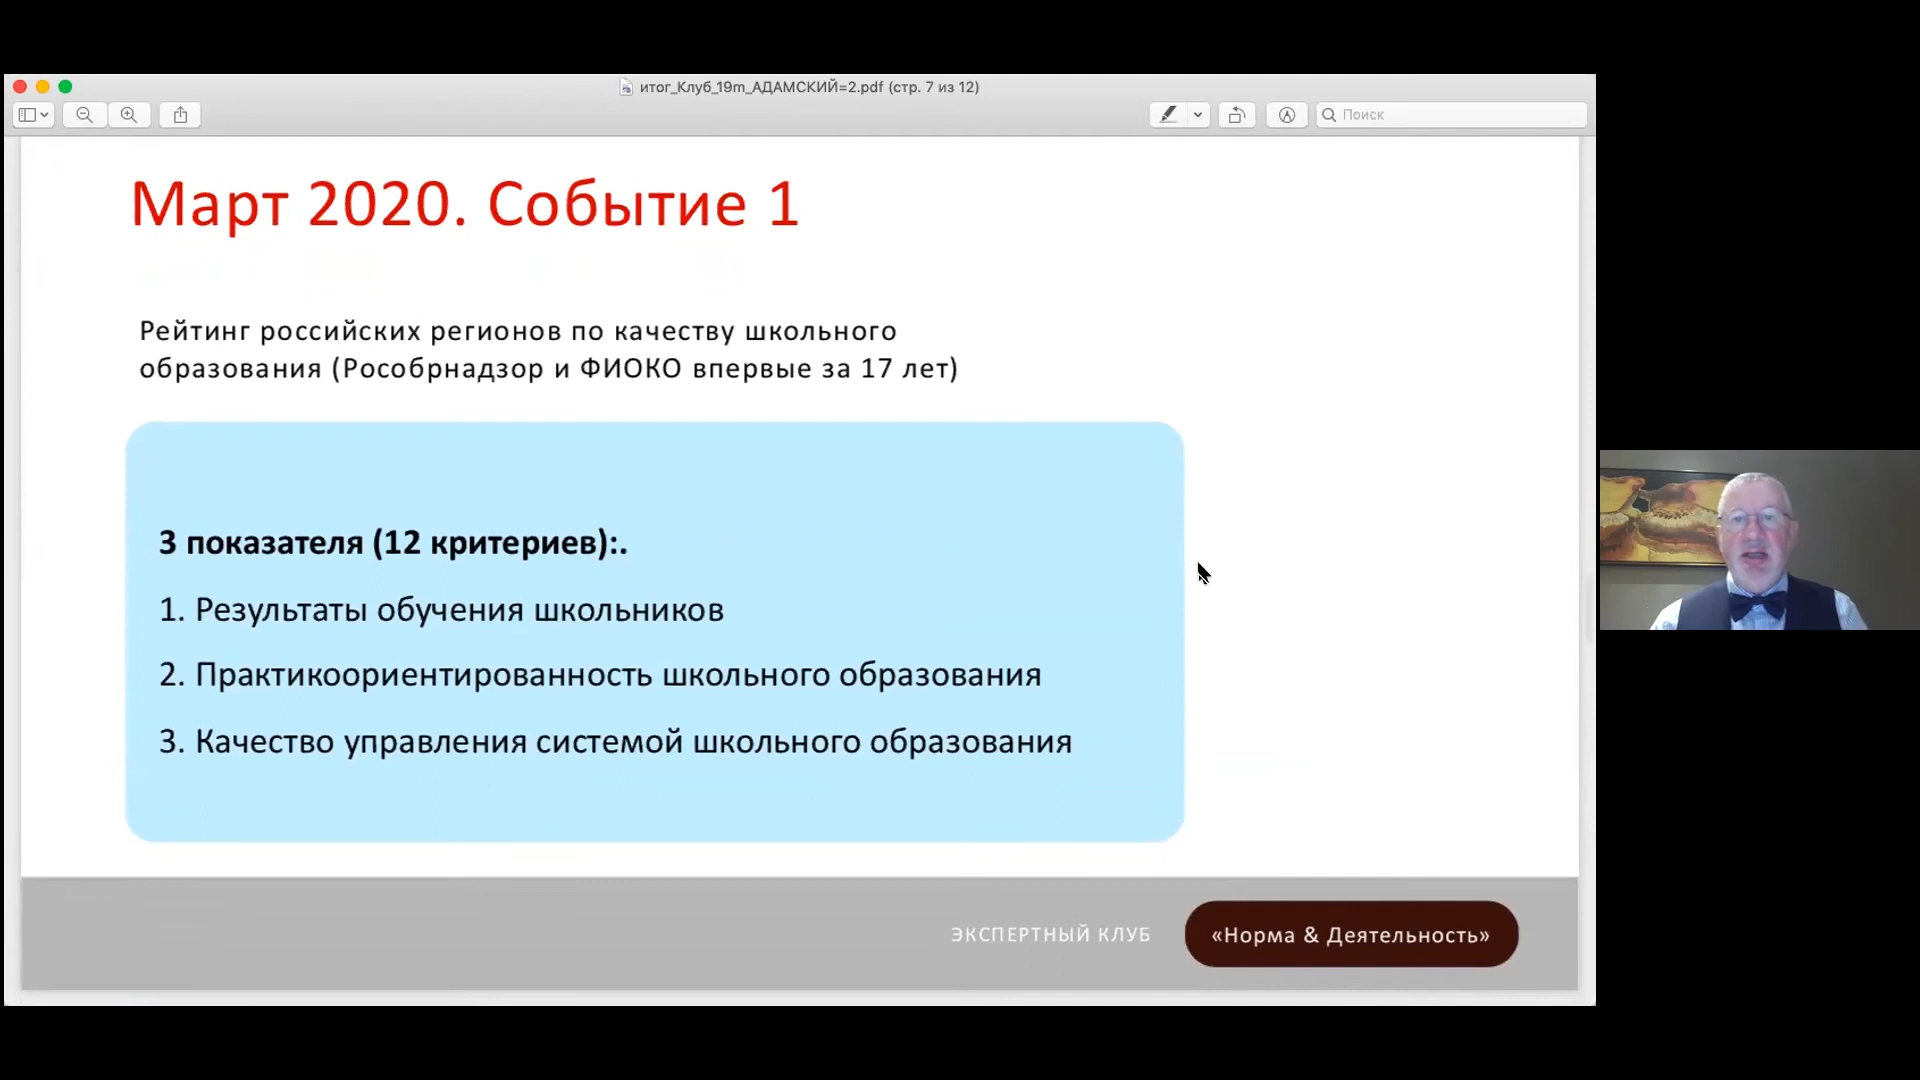 итог_Клуб_19m_АДАМСКИЙ=2.pdf (стр. 7 из 12)
Поиск
Март 2020. Событие 1
Рейтинг российских регионов по качеству школьного
образования (Рособрнадзор и ФИОКО впервые за 17 лет)
3 показателя (12 критериев):.
1. Результаты обучения школьников
2. Практикоориентированность школьного образования
3. Качество управления системой школьного образования
ЭКСПЕРТНЫЙ КЛУБ
«Норма & Деятельность»